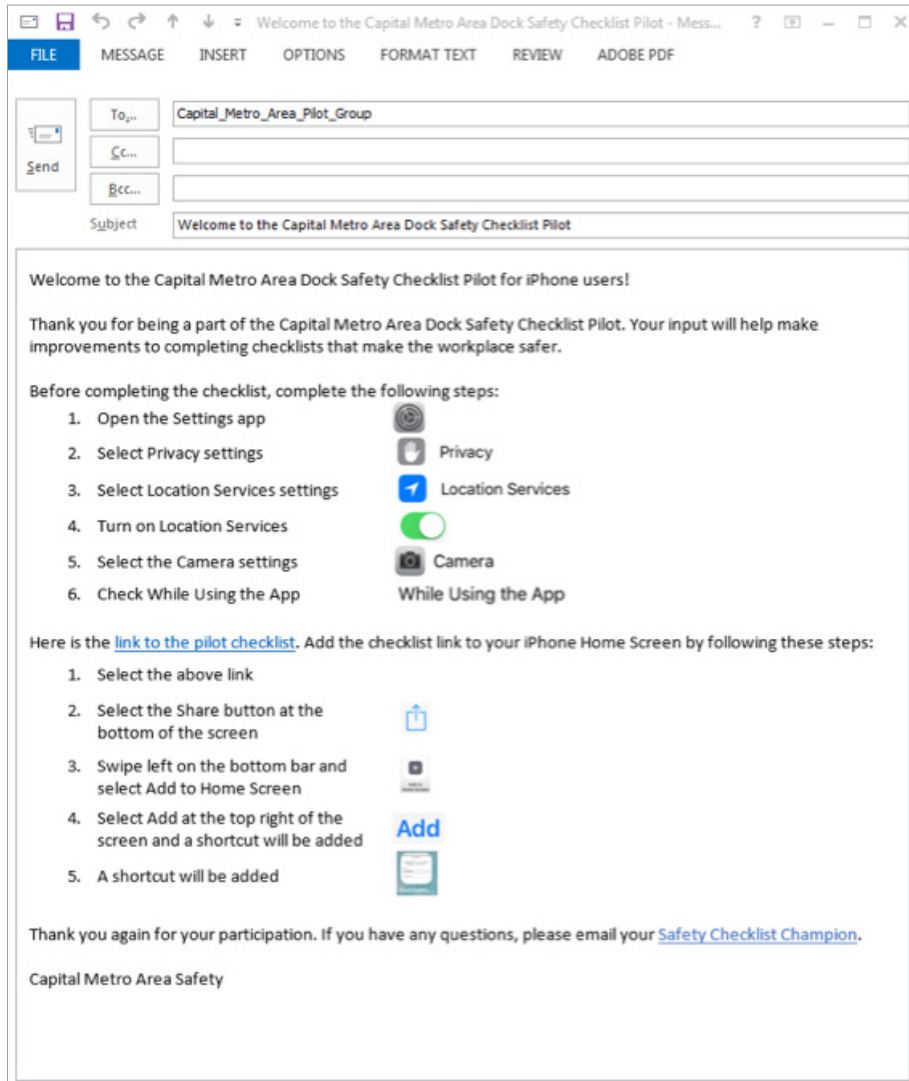 Welcome to the Capital Metro Area Dock Safety Checklist Pilot - Mess...
FILE MESSAGE INSERT OPTIONS FORMAT TEXT REVIEW ADOBE PDF
Send
To...
Capital_Metro_Area_Pilot_Group
Cc...
Bcc...
Subject
Welcome to the Capital Metro Area Dock Safety Checklist Pilot
Welcome to the Capital Metro Area Dock Safety Checklist Pilot for iPhone users!
Thank you for being a part of the Capital Metro Area Dock Safety Checklist Pilot. Your input will help make
improvements to completing checklists that make the workplace safer.
Before completing the checklist, complete the following steps:
1. Open the Settings app
2. Select Privacy settings Privacy
3. Select Location Services settings Location Services
4. Turn on Location Services
5. Select the Camera settings Camera
6. Check While Using the App While Using the App
Here is the link to the pilot checklist. Add the checklist link to your iPhone Home Screen by following these steps:
1. Select the above link
2. Select the Share button at the
bottom of the screen
3. Swipe left on the bottom bar and
select Add to Home Screen
4. Select Add at the top right of the
screen and a shortcut will be added
Add
5. A shortcut will be added
Thank you again for your participation. If you have any questions, please email your Safety Checklist Champion.
Capital Metro Area Safety